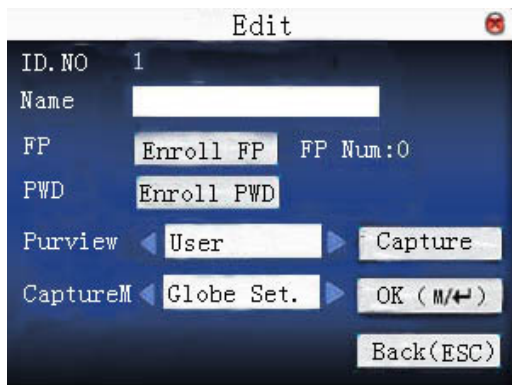 Edit
ID.NO 1
Name
FP Enroll FP FP Num:0
PWD Enroll PWD
Purview User Capture
CaptureM Globe Set. OK (M/↵)
Back(ESC)